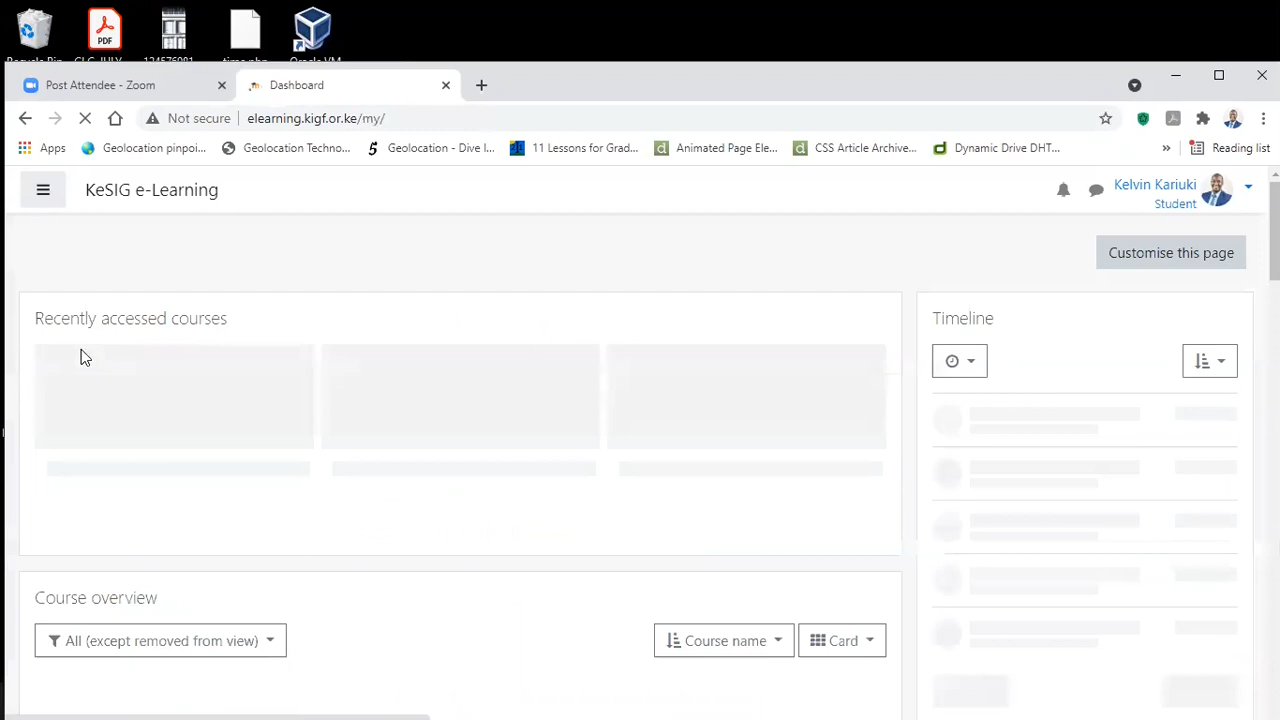 PDF
Post Attendee - Zoom
Dashboard
Not secure
elearning.kigf.or.ke/my/
Apps
Geolocation pinpoi...
Geolocation Techno...
Geolocation - Dive I...
11 Lessons for Grad...
Animated Page Ele...
CSS Article Archive...
Dynamic Drive DHT...
»
Reading list
KeSIG e-Learning
Kelvin Kariuki
Student
Customise this page
Recently accessed courses
Timeline
Course overview
All (except removed from view)
Course name
Card